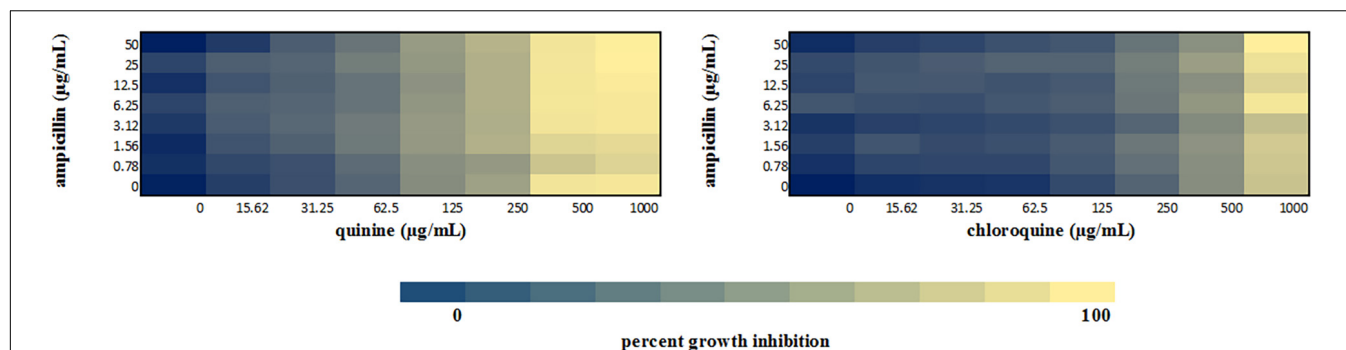 ampicillin (µg/mL)
50
25
12.5
6.25
3.12
1.56
0.78
0
0 15.62 31.25 62.5 125 250 500 1000
quinine (µg/mL)
ampicillin (µg/mL)
50
25
12.5
6.25
3.12
1.56
0.78
0
0 15.62 31.25 62.5 125 250 500 1000
chloroquine (µg/mL)
0 100
percent growth inhibition